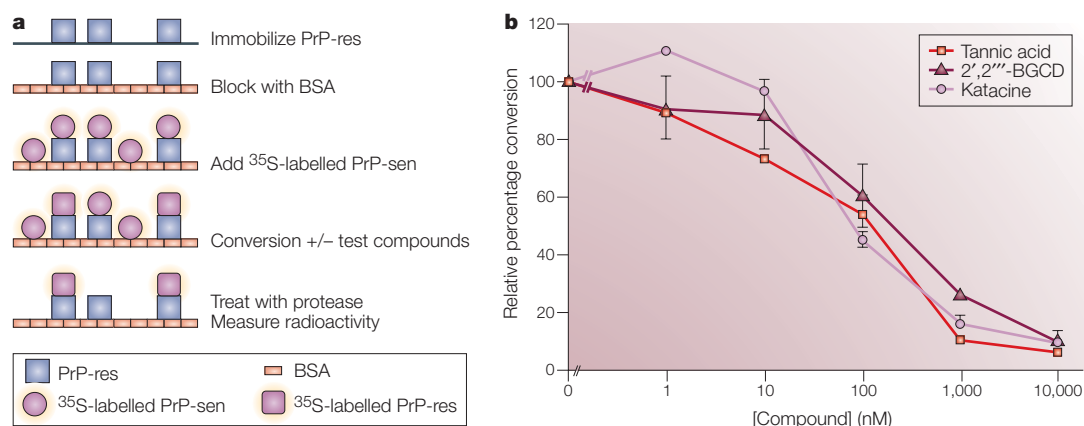 a
Immobilize PrP-res
Block with BSA
Add ³⁵S-labelled PrP-sen
Conversion +/– test compounds
Treat with protease
Measure radioactivity
PrP-res
BSA
³⁵S-labelled PrP-sen
³⁵S-labelled PrP-res
b
Relative percentage conversion
120
100
80
60
40
20
0
Tannic acid
2′,2‴-BGCD
Katacine
0
1
10
100
1,000
10,000
[Compound] (nM)